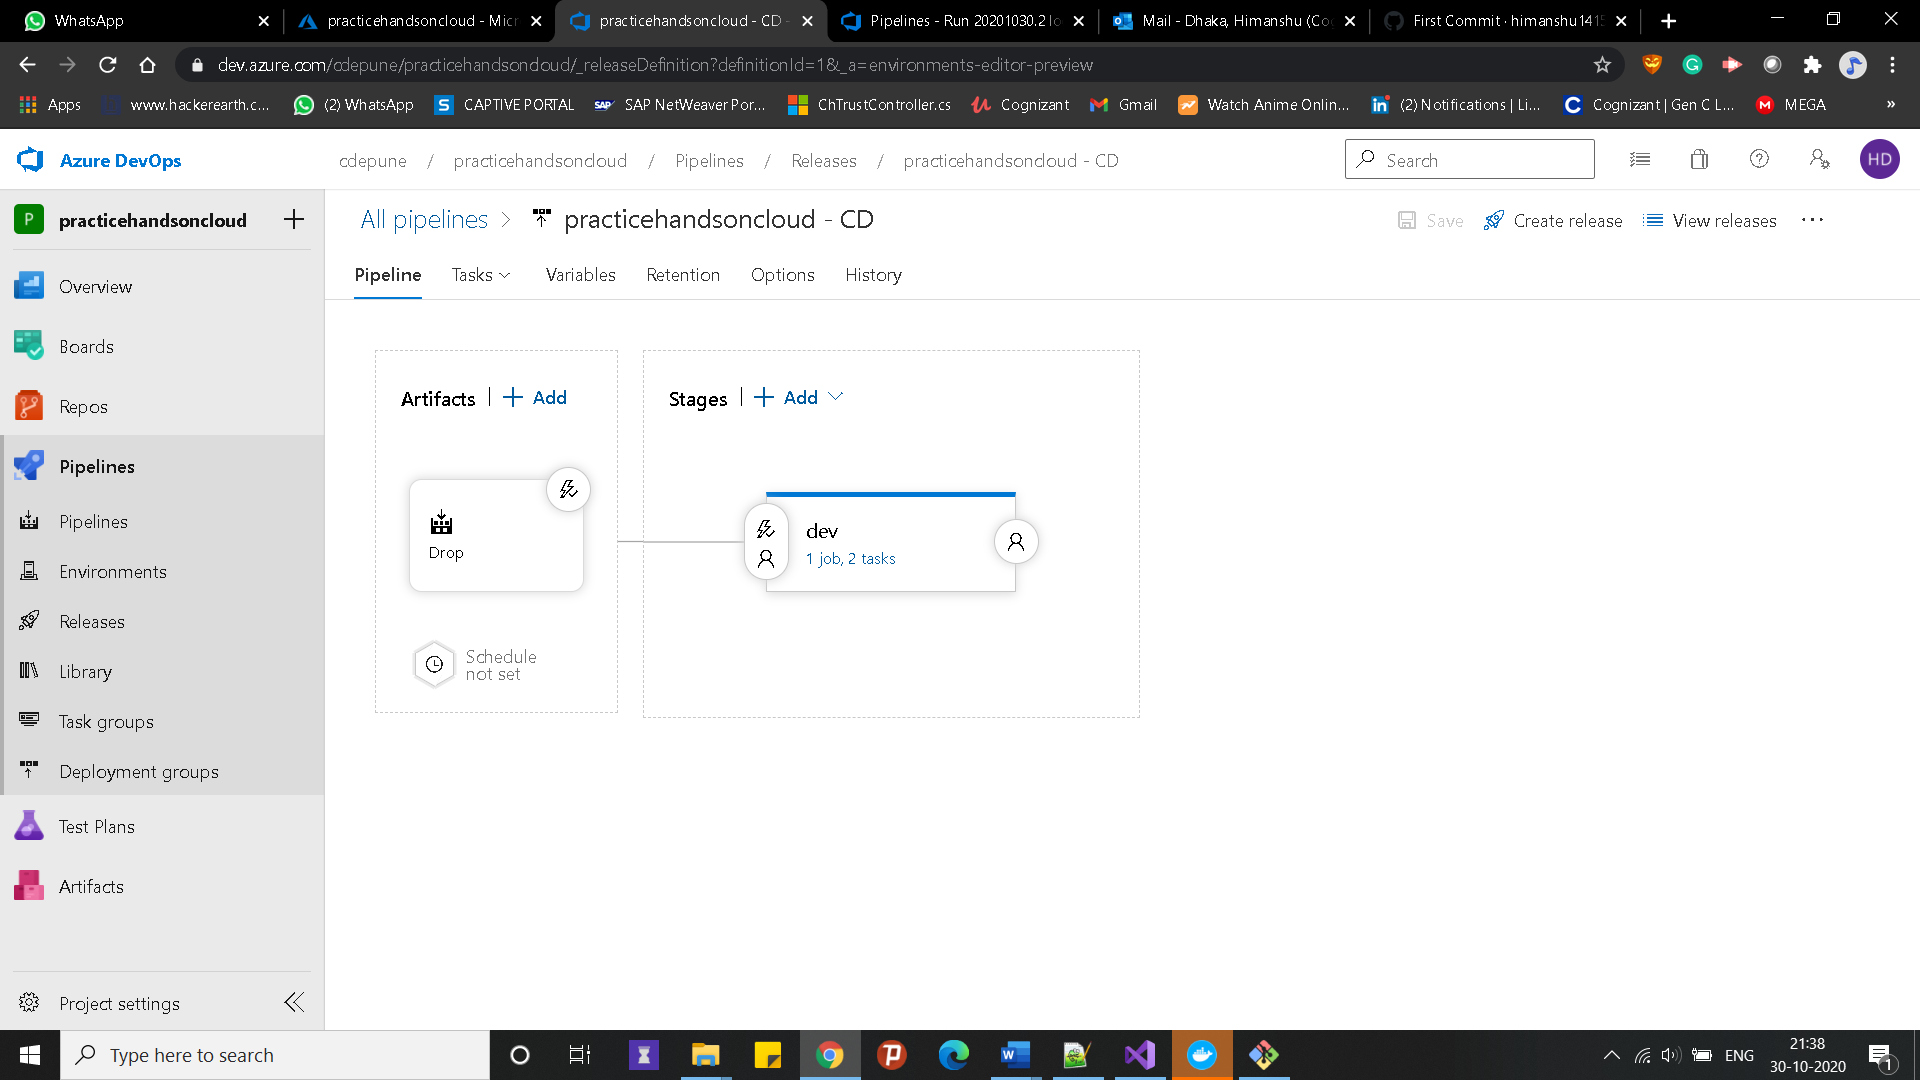 WhatsApp
practicehandsoncloud - Micr
practicehandsoncloud - CD -
Pipelines - Run 20201030.2 lo
Mail - Dhaka, Himanshu (Co
First Commit · himanshu1415
dev.azure.com/cdepune/practicehandsoncloud/_releaseDefinition?definitionId=1&_a=environments-editor-preview
Apps
www.hackerearth.c...
(2) WhatsApp
CAPTIVE PORTAL
SAP NetWeaver Por...
ChTrustController.cs
Cognizant
Gmail
Watch Anime Onlin...
(2) Notifications | Li...
Cognizant | Gen C L...
MEGA
»
Azure DevOps
cdepune / practicehandsoncloud / Pipelines / Releases / practicehandsoncloud - CD
Search
HD
P
practicehandsoncloud
All pipelines > practicehandsoncloud - CD
Save
Create release
View releases
Pipeline
Tasks
Variables
Retention
Options
History
Overview
Boards
Repos
Pipelines
Pipelines
Environments
Releases
Library
Task groups
Deployment groups
Test Plans
Artifacts
Project settings
Artifacts | + Add
Drop
Schedule
not set
Stages | + Add
dev
1 job, 2 tasks
Type here to search
ENG
21:38
30-10-2020
1